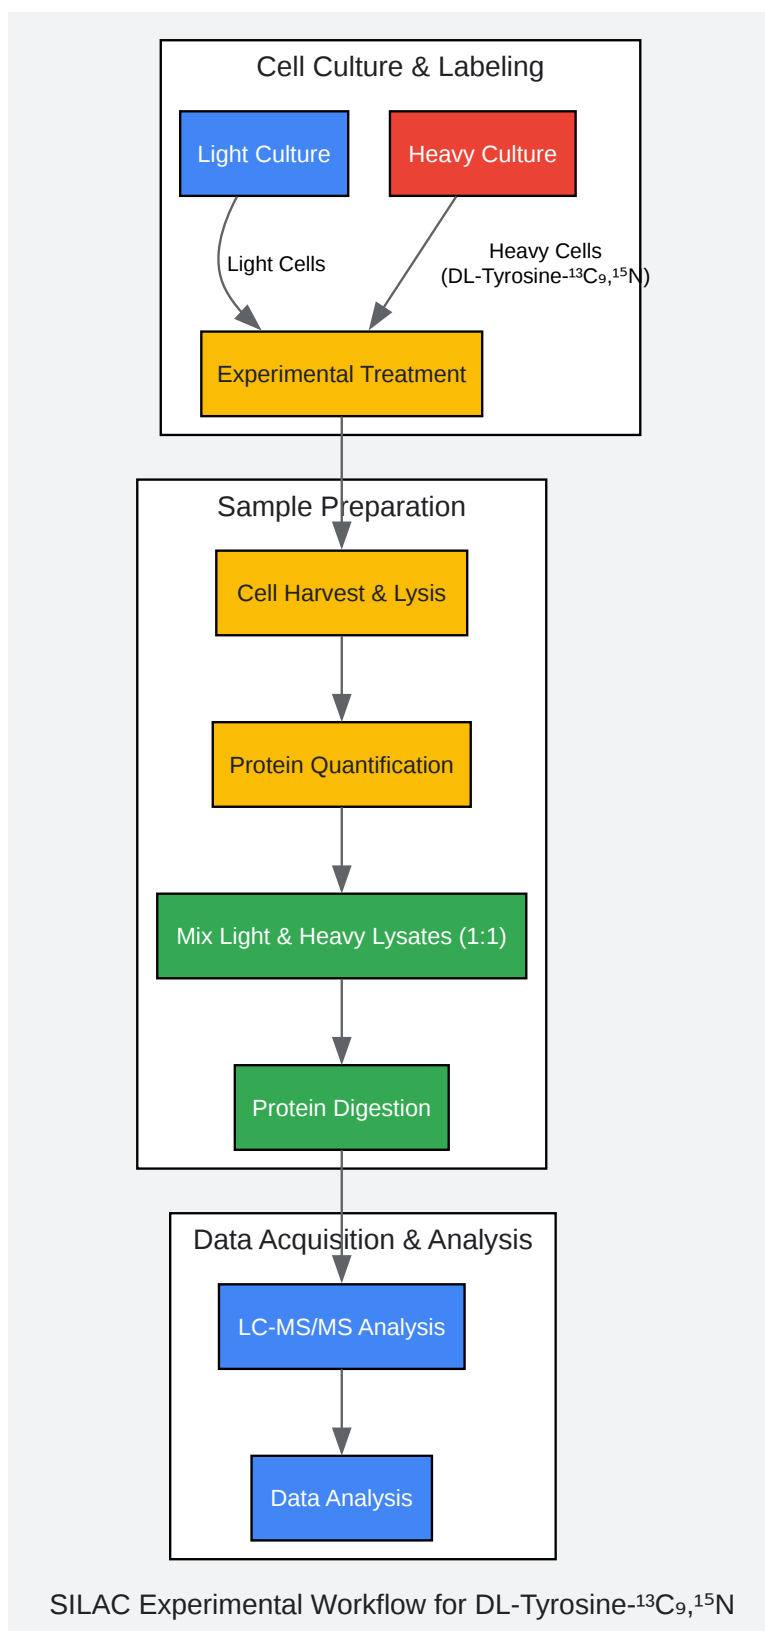 Cell Culture & Labeling
Light Culture
Heavy Culture
Light Cells
Heavy Cells
(DL-Tyrosine-¹³C₉,¹⁵N)
Experimental Treatment
Sample Preparation
Cell Harvest & Lysis
Protein Quantification
Mix Light & Heavy Lysates (1:1)
Protein Digestion
Data Acquisition & Analysis
LC-MS/MS Analysis
Data Analysis
SILAC Experimental Workflow for DL-Tyrosine-¹³C₉,¹⁵N